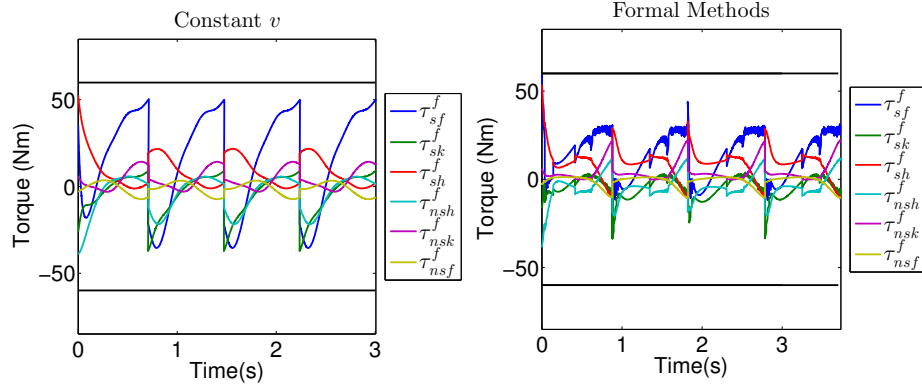 Constant v
Torque (Nm)
50
0
−50
0
1
2
3
Time(s)
τ^f_sf
τ^f_sk
τ^f_sh
τ^f_nsh
τ^f_nsk
τ^f_nsf
Formal Methods
Torque (Nm)
50
0
−50
0
1
2
3
Time(s)
τ^f_sf
τ^f_sk
τ^f_sh
τ^f_nsh
τ^f_nsk
τ^f_nsf